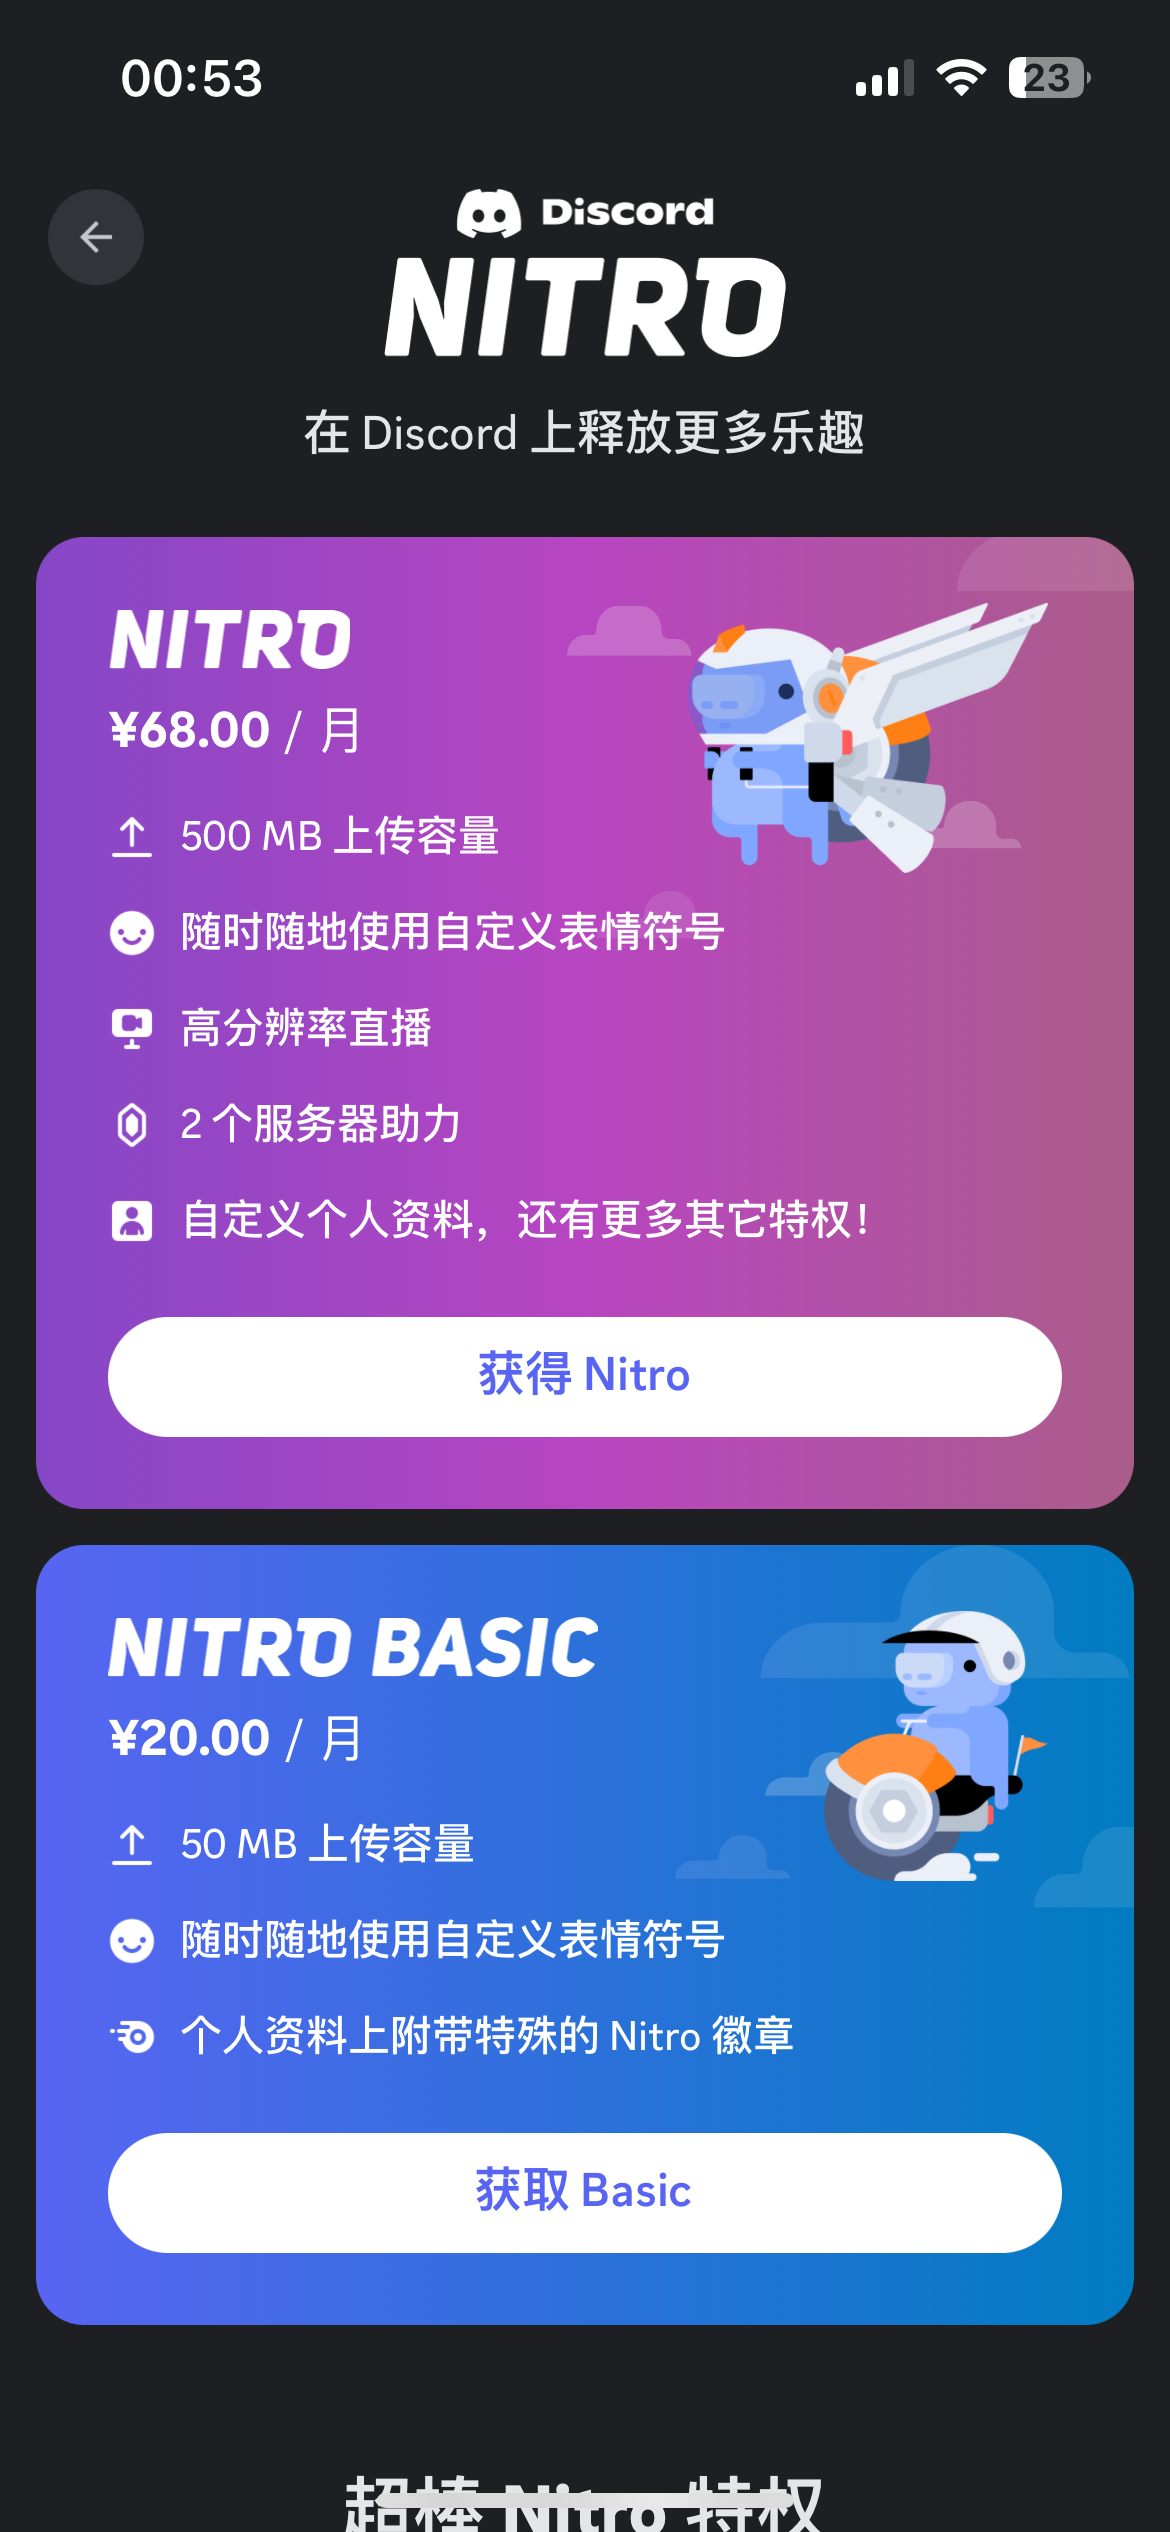 00:53
23
Discord
NITRO
在 Discord 上释放更多乐趣
NITRO
¥68.00 / 月
500 MB 上传容量
随时随地使用自定义表情符号
高分辨率直播
2 个服务器助力
自定义个人资料，还有更多其它特权！
获得 Nitro
NITRO BASIC
¥20.00 / 月
50 MB 上传容量
随时随地使用自定义表情符号
个人资料上附带特殊的 Nitro 徽章
获取 Basic
超棒 Nitro 特权